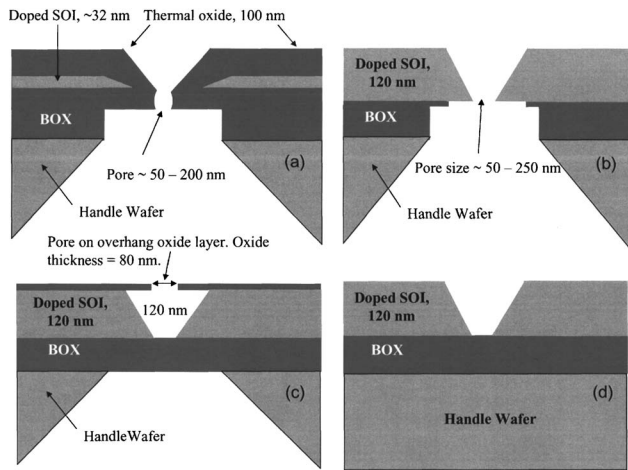 Doped SOI, ~32 nm
Thermal oxide, 100 nm
BOX
(a)
Pore ~ 50 – 200 nm
Handle Wafer
Doped SOI,
120 nm
BOX
(b)
Pore size ~ 50 – 250 nm
Handle Wafer
Pore on overhang oxide layer. Oxide
thickness = 80 nm.
Doped SOI,
120 nm
120 nm
BOX
(c)
HandleWafer
Doped SOI,
120 nm
BOX
(d)
Handle Wafer